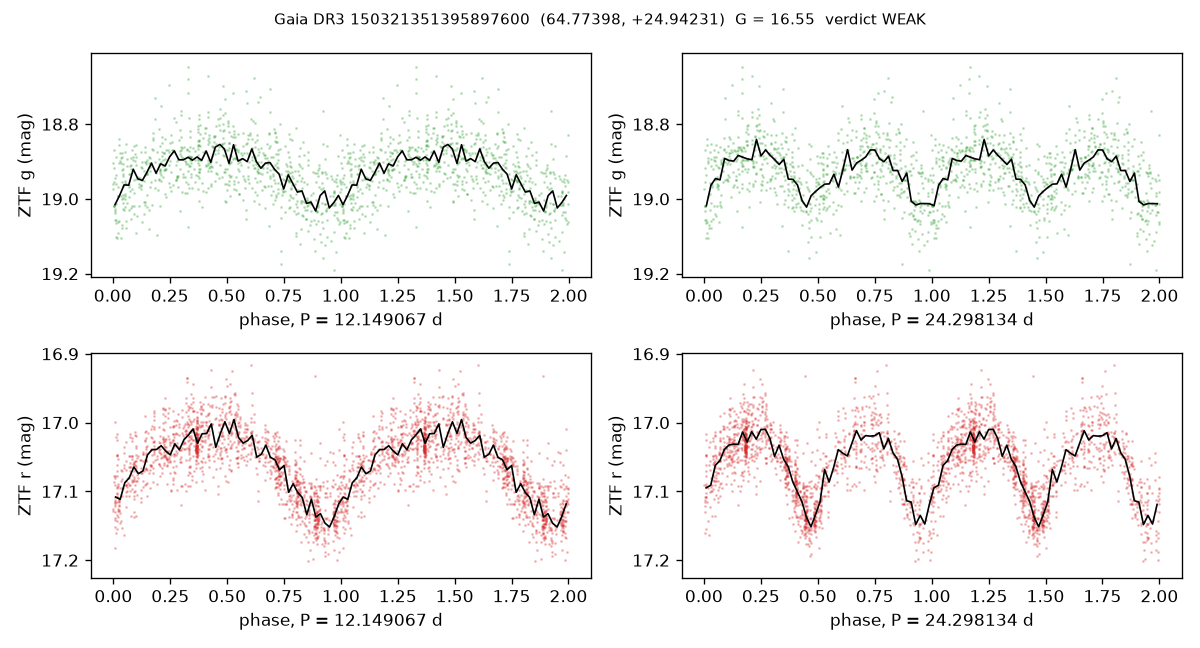 Gaia DR3 150321351395897600  (64.77398, +24.94231)  G = 16.55  verdict WEAK
ZTF g (mag)
18.8
19.0
19.2
0.00 0.25 0.50 0.75 1.00 1.25 1.50 1.75 2.00
phase, P = 12.149067 d
ZTF g (mag)
18.8
19.0
19.2
0.00 0.25 0.50 0.75 1.00 1.25 1.50 1.75 2.00
phase, P = 24.298134 d
ZTF r (mag)
16.9
17.0
17.1
17.2
0.00 0.25 0.50 0.75 1.00 1.25 1.50 1.75 2.00
phase, P = 12.149067 d
ZTF r (mag)
16.9
17.0
17.1
17.2
0.00 0.25 0.50 0.75 1.00 1.25 1.50 1.75 2.00
phase, P = 24.298134 d